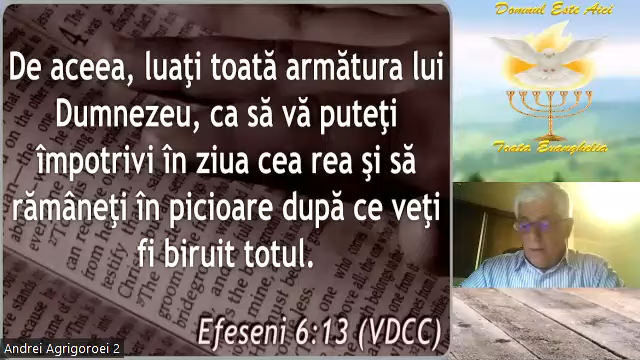 De aceea, luaţi toată armătura lui
Dumnezeu, ca să vă puteţi
împotrivi în ziua cea rea şi să
rămâneţi în picioare după ce veţi
fi biruit totul.
Efeseni 6:13 (VDCC)
Andrei Agrigoroei 2
Domnul Este Aici
Toata Evanghelia